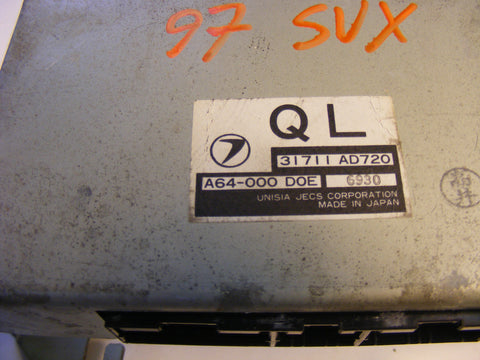 97 SVX
QL
31711 AD720
A64-000 DOE 6930
UNISIA JECS CORPORATION
MADE IN JAPAN